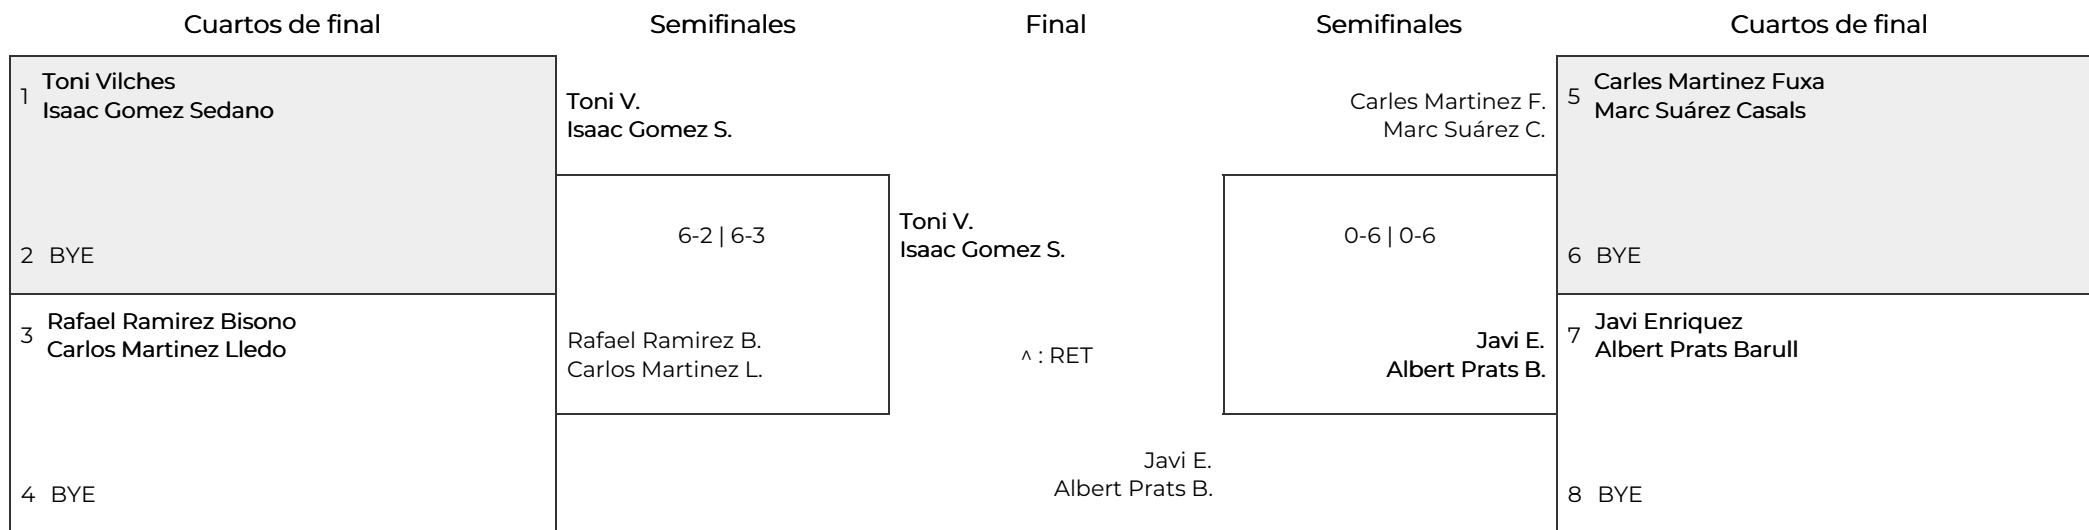 Cuartos de final
Semifinales
Final
Semifinales
Cuartos de final
1
Toni Vilches
Isaac Gomez Sedano
2 BYE
3
Rafael Ramirez Bisono
Carlos Martinez Lledo
4 BYE
Toni V.
Isaac Gomez S.
6-2 | 6-3
Rafael Ramirez B.
Carlos Martinez L.
Toni V.
Isaac Gomez S.
^ : RET
Javi E.
Albert Prats B.
Carles Martinez F.
Marc Suárez C.
0-6 | 0-6
Javi E.
Albert Prats B.
5
Carles Martinez Fuxa
Marc Suárez Casals
6 BYE
7
Javi Enriquez
Albert Prats Barull
8 BYE